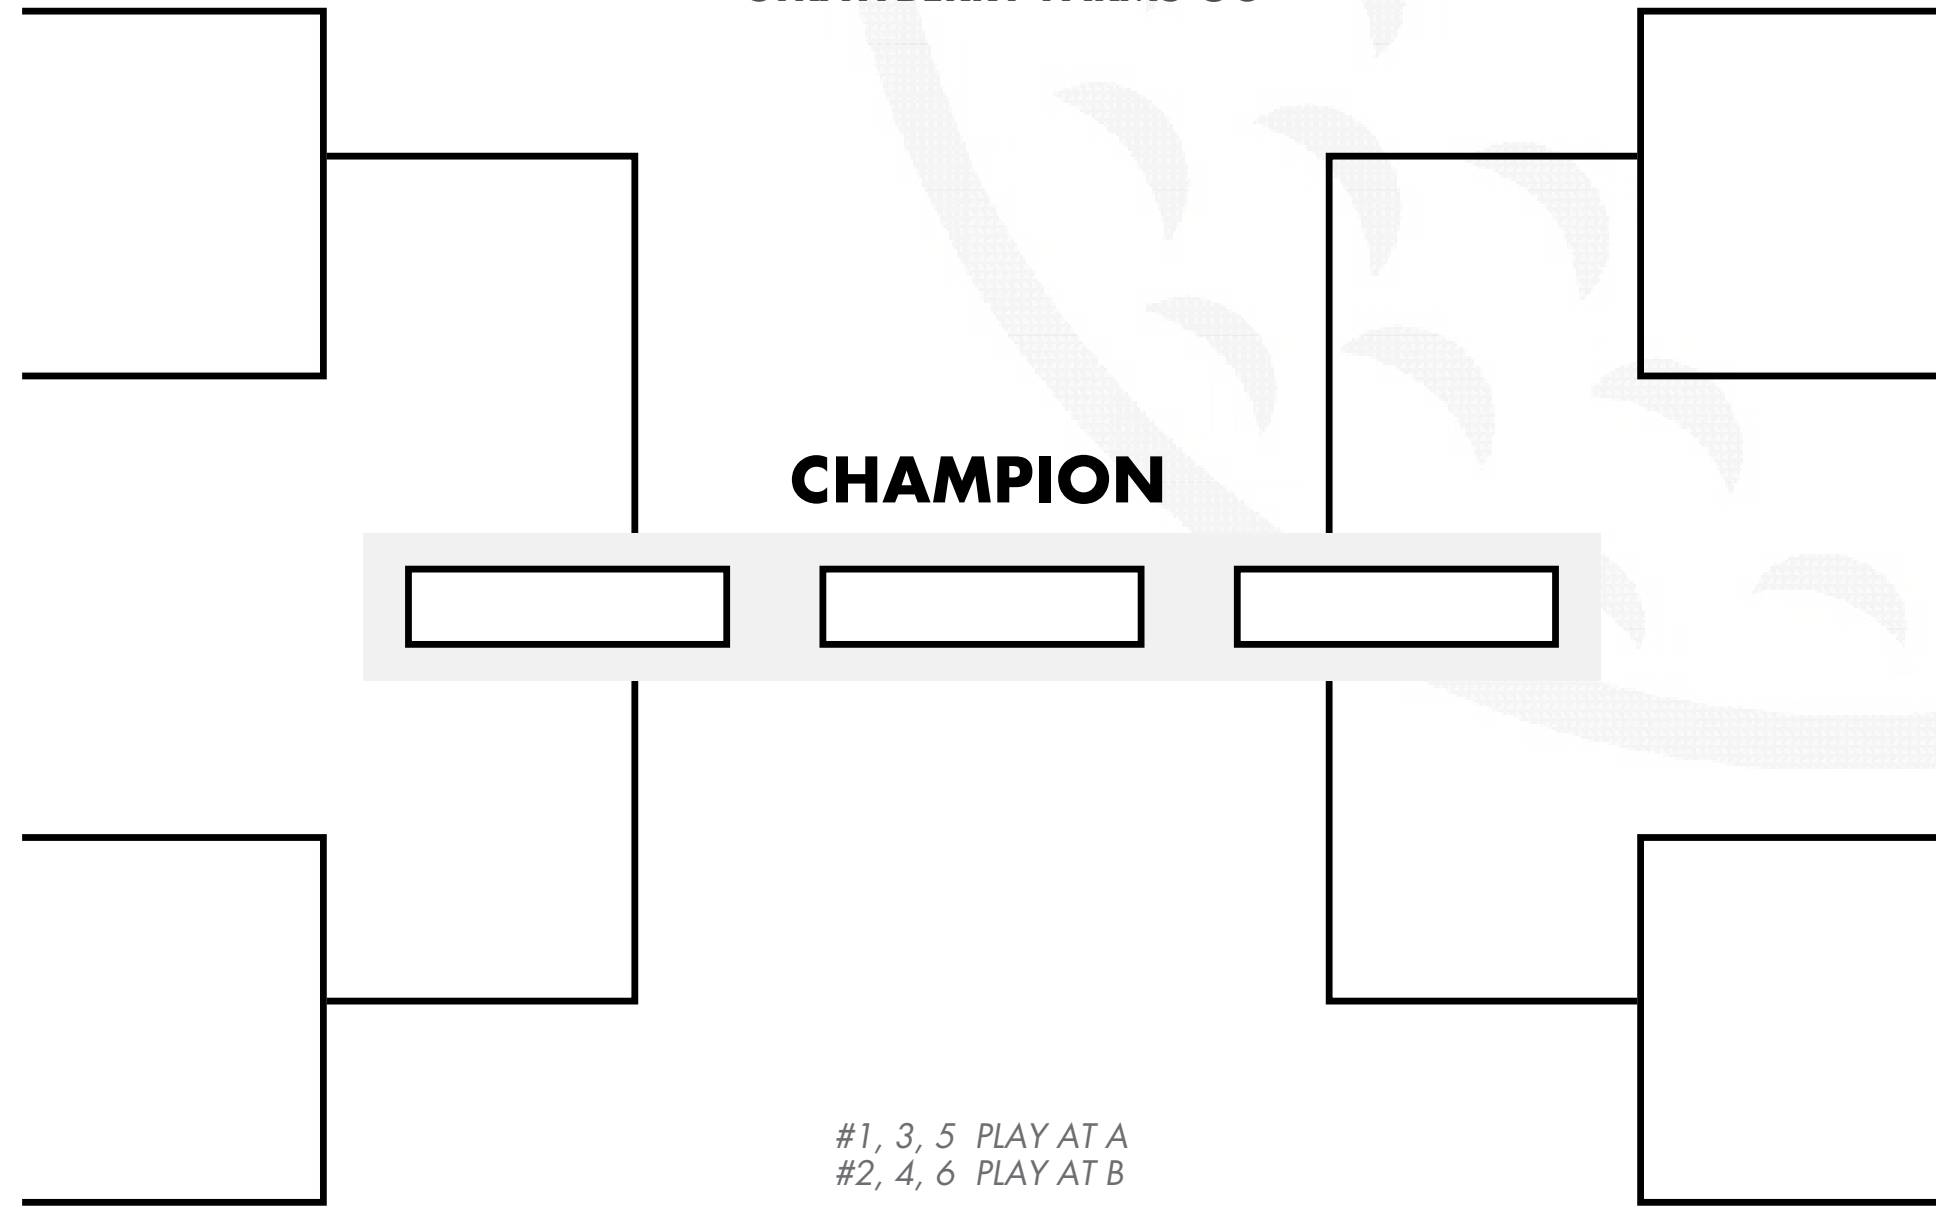 CHAMPION
#1, 3, 5 PLAY AT A
#2, 4, 6 PLAY AT B